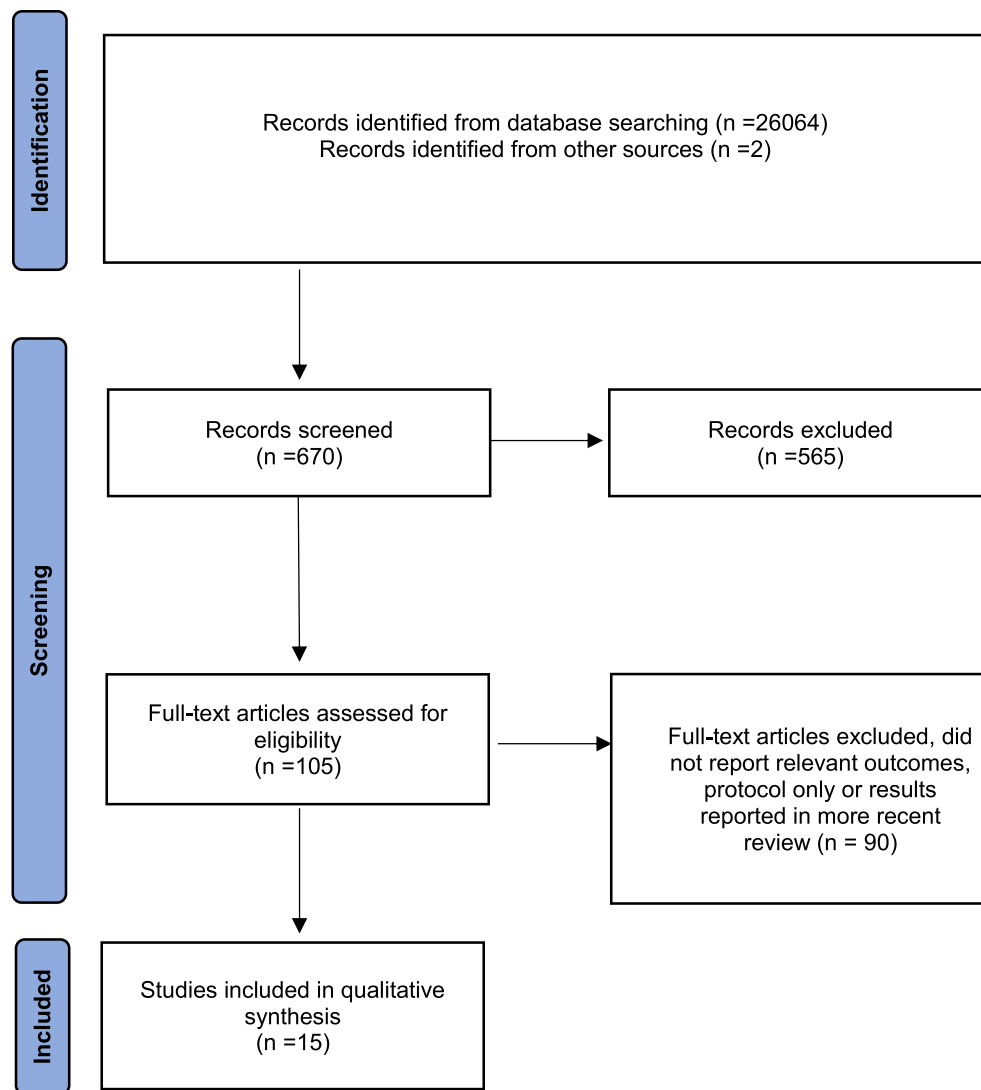 Identification
Records identified from database searching (n =26064)
Records identified from other sources (n =2)
Screening
Records screened
(n =670)
Records excluded
(n =565)
Full-text articles assessed for
eligibility
(n =105)
Full-text articles excluded, did
not report relevant outcomes,
protocol only or results
reported in more recent
review (n = 90)
Included
Studies included in qualitative
synthesis
(n =15)